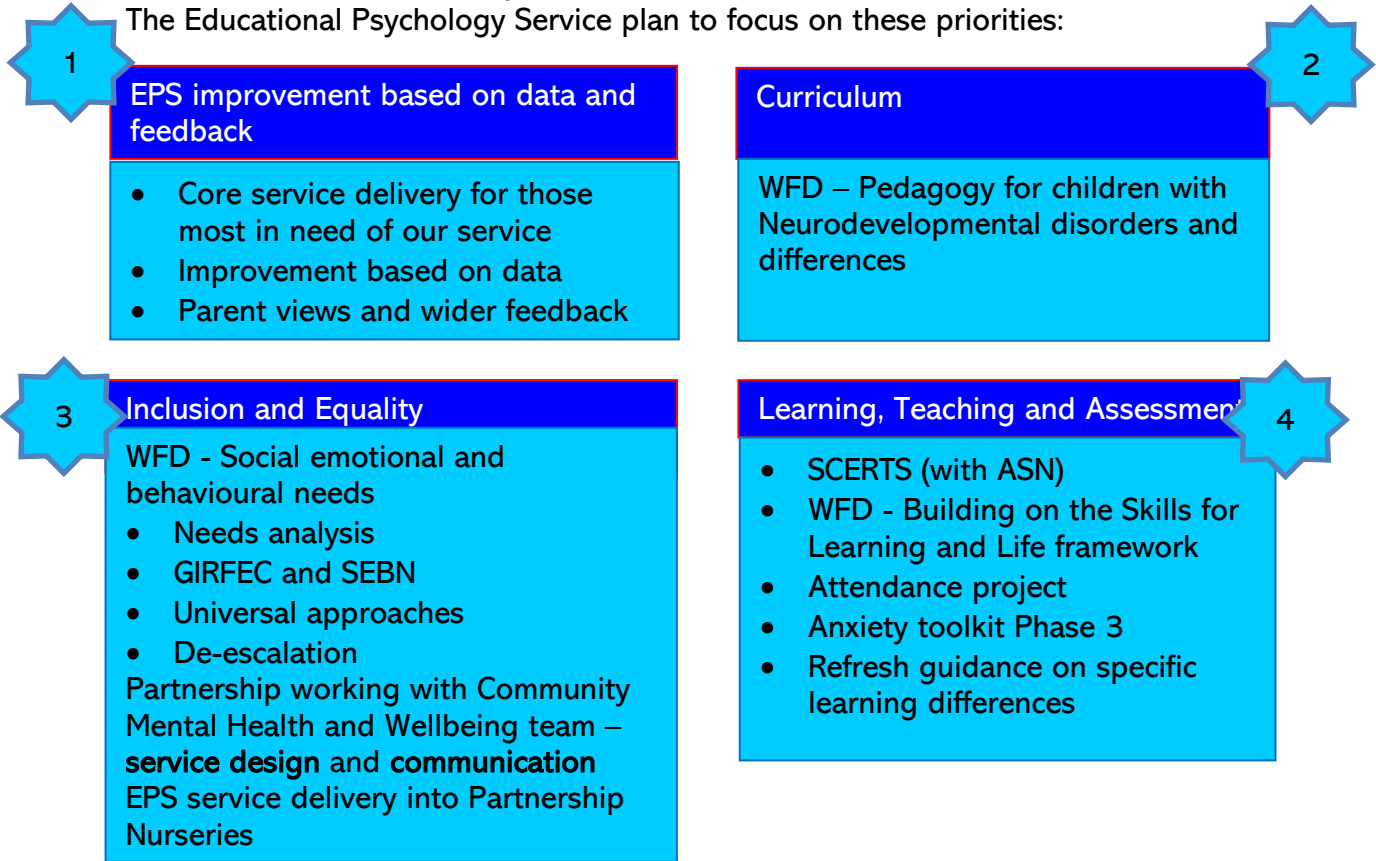 The Educational Psychology Service plan to focus on these priorities:
1
EPS improvement based on data and
feedback
• Core service delivery for those
most in need of our service
• Improvement based on data
• Parent views and wider feedback
2
Curriculum
WFD – Pedagogy for children with
Neurodevelopmental disorders and
differences
3
Inclusion and Equality
WFD - Social emotional and
behavioural needs
• Needs analysis
• GIRFEC and SEBN
• Universal approaches
• De-escalation
Partnership working with Community
Mental Health and Wellbeing team –
service design and communication
EPS service delivery into Partnership
Nurseries
4
Learning, Teaching and Assessment
• SCERTS (with ASN)
• WFD - Building on the Skills for
Learning and Life framework
• Attendance project
• Anxiety toolkit Phase 3
• Refresh guidance on specific
learning differences